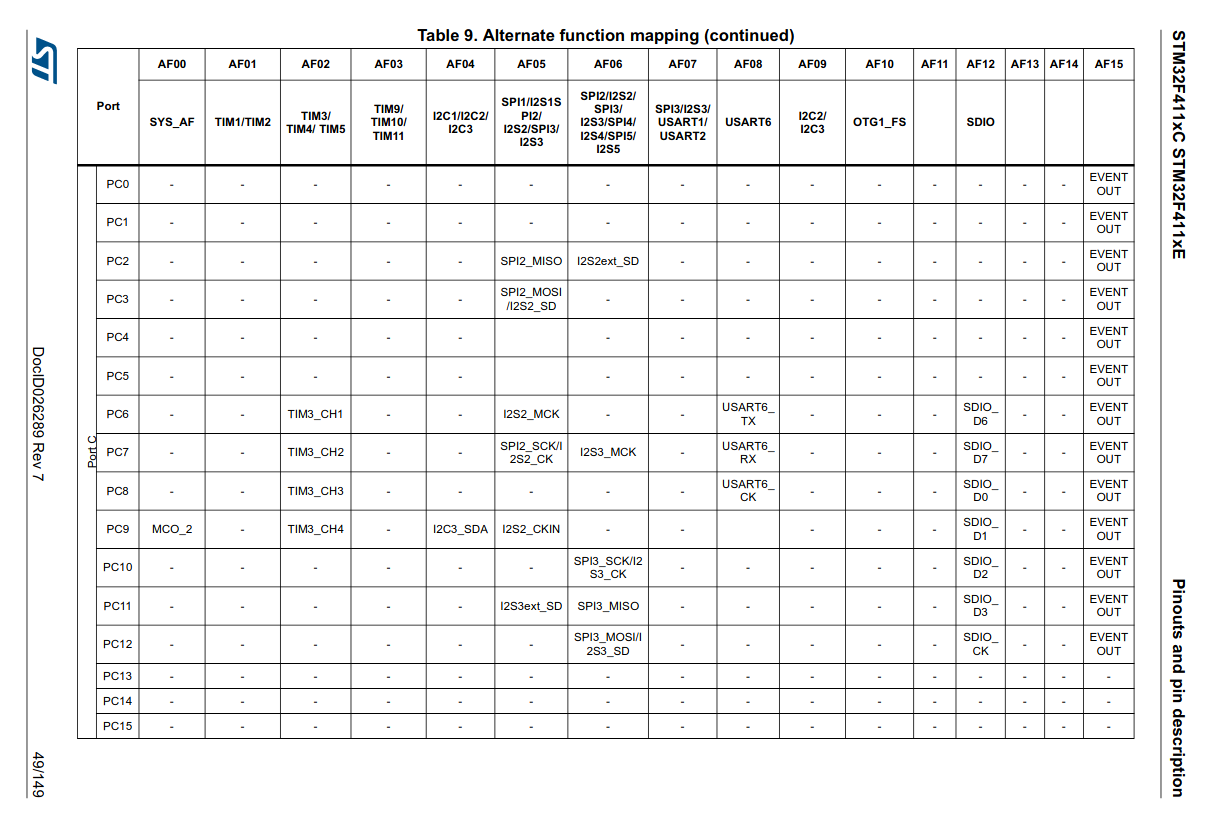 Table 9. Alternate function mapping (continued)
Port AF00 AF01 AF02 AF03 AF04 AF05 AF06 AF07 AF08 AF09 AF10 AF11 AF12 AF13 AF14 AF15
SYS_AF TIM1/TIM2 TIM3/ TIM4/ TIM5 TIM9/ TIM10/ TIM11 I2C1/I2C2/ I2C3 SPI1/I2S1S PI2/ I2S2/SPI3/ I2S3 SPI2/I2S2/ SPI3/ I2S3/SPI4/ I2S4/SPI5/ I2S5 SPI3/I2S3/ USART1/ USART2 USART6 I2C2/ I2C3 OTG1_FS SDIO
Port C
PC0 - - - - - - - - - - - - - - - EVENT OUT
PC1 - - - - - - - - - - - - - - - EVENT OUT
PC2 - - - - - SPI2_MISO I2S2ext_SD - - - - - - - - EVENT OUT
PC3 - - - - - SPI2_MOSI /I2S2_SD - - - - - - - - - EVENT OUT
PC4 - - - - - - - - - - - - - - EVENT OUT
PC5 - - - - - - - - - - - - - - EVENT OUT
PC6 - - TIM3_CH1 - - I2S2_MCK - - USART6_ TX - - - SDIO_ D6 - - EVENT OUT
PC7 - - TIM3_CH2 - - SPI2_SCK/I 2S2_CK I2S3_MCK - USART6_ RX - - - SDIO_ D7 - - EVENT OUT
PC8 - - TIM3_CH3 - - - - - USART6_ CK - - - SDIO_ D0 - - EVENT OUT
PC9 MCO_2 - TIM3_CH4 - I2C3_SDA I2S2_CKIN - - - - - - SDIO_ D1 - - EVENT OUT
PC10 - - - - - - SPI3_SCK/I2 S3_CK - - - - - SDIO_ D2 - - EVENT OUT
PC11 - - - - - I2S3ext_SD SPI3_MISO - - - - - SDIO_ D3 - - EVENT OUT
PC12 - - - - - - SPI3_MOSI/I 2S3_SD - - - - - SDIO_ CK - - EVENT OUT
PC13 - - - - - - - - - - - - - - - -
PC14 - - - - - - - - - - - - - - - -
PC15 - - - - - - - - - - - - - - - -
STM32F411xC STM32F411xE
Pinouts and pin description
ST
DocID026289 Rev 7
49/149